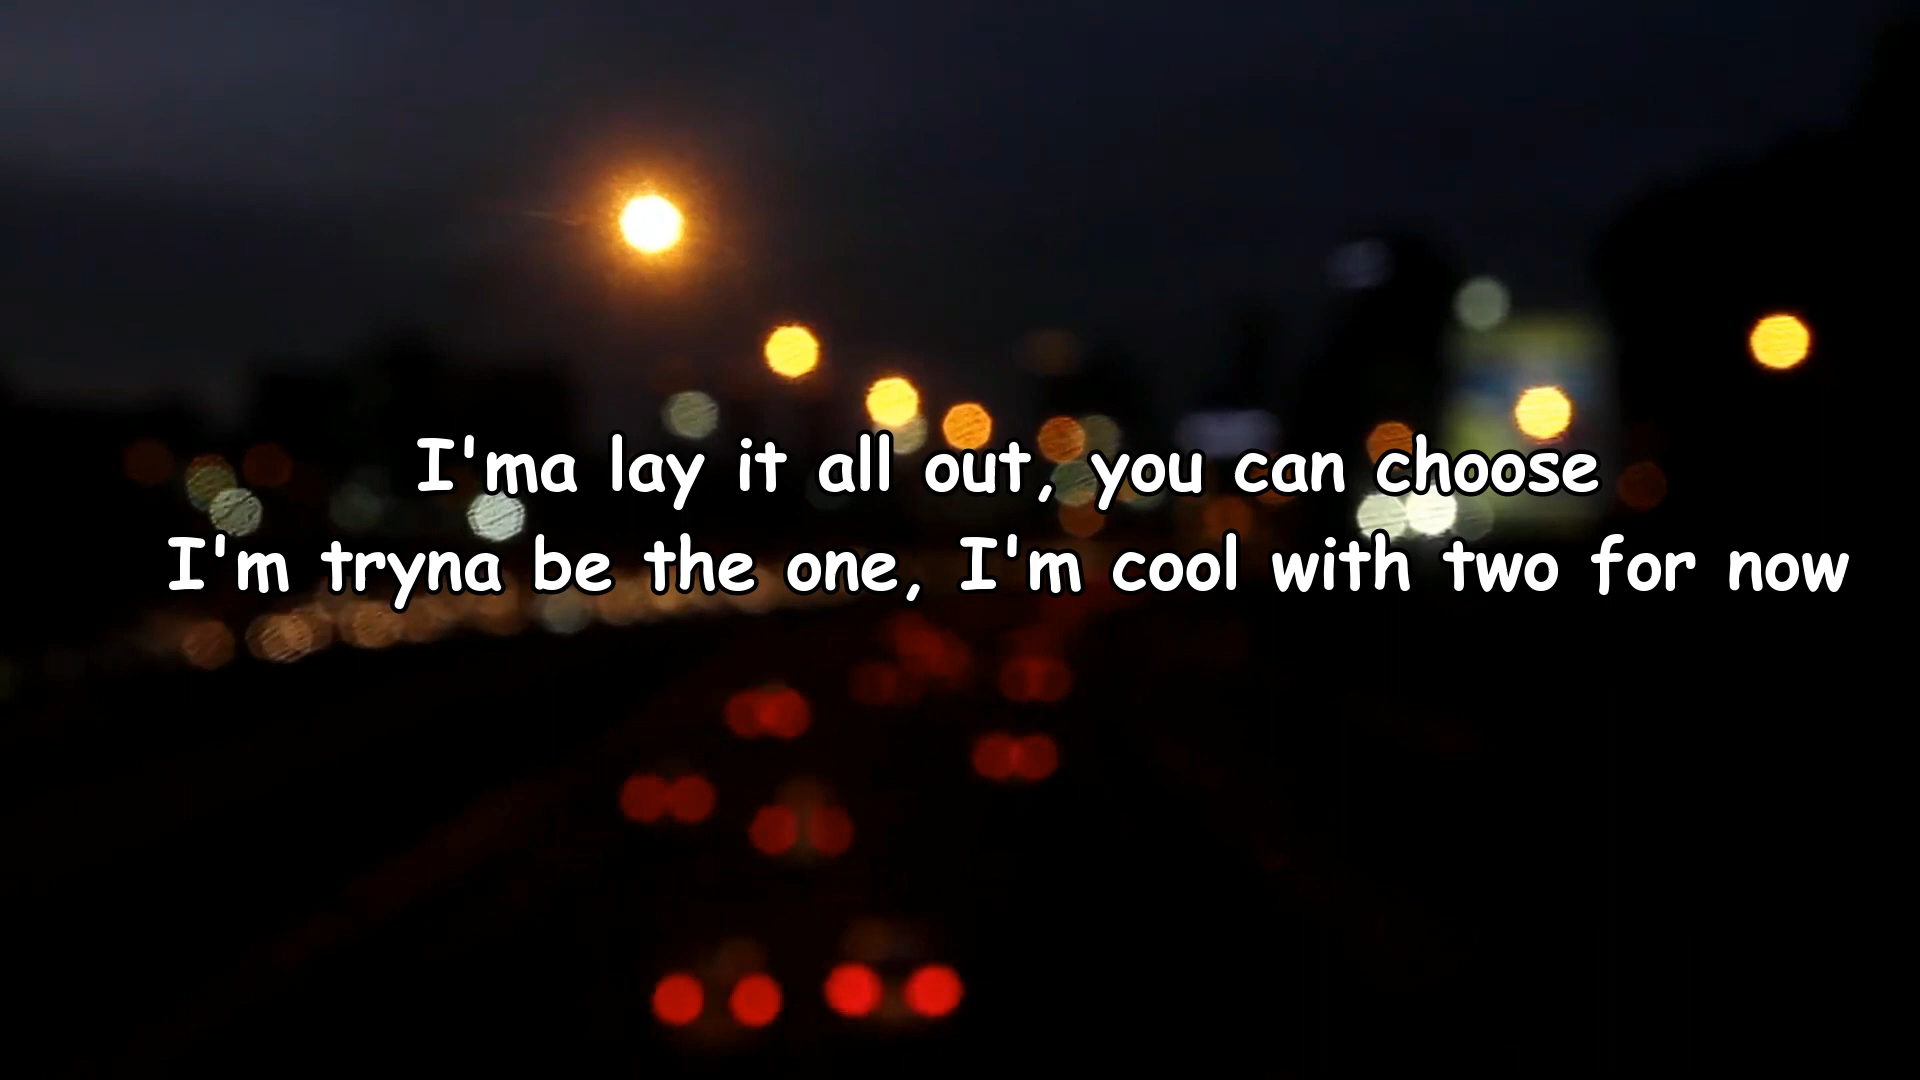 I'ma lay it all out, you can choose
I'm tryna be the one, I'm cool with two for now